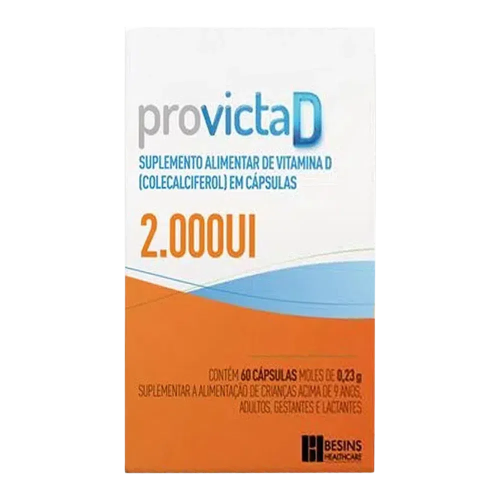 provictaD
SUPLEMENTO ALIMENTAR DE VITAMINA D
(COLECALCIFEROL) EM CÁPSULAS
2.000UI
CONTÉM 60 CÁPSULAS MOLES DE 0,23 g
SUPLEMENTAR A ALIMENTAÇÃO DE CRIANÇAS ACIMA DE 9 ANOS,
ADULTOS, GESTANTES E LACTANTES
BESINS
HEALTHCARE